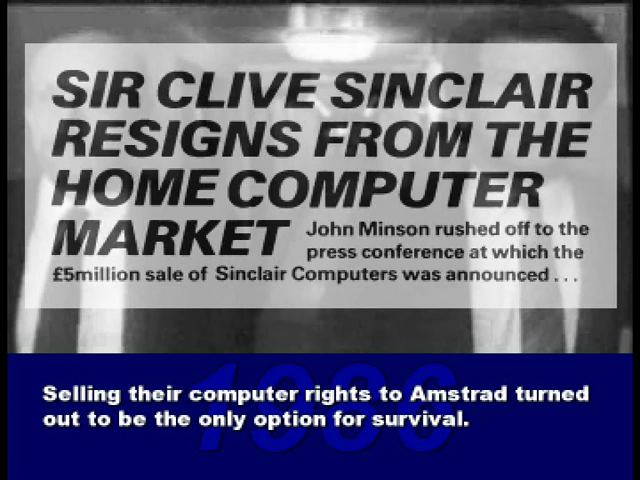 SIR CLIVE SINCLAIR
RESIGNS FROM THE
HOME COMPUTER
MARKET
John Minson rushed off to the
press conference at which the
£5million sale of Sinclair Computers was announced . . .
1986
Selling their computer rights to Amstrad turned
out to be the only option for survival.